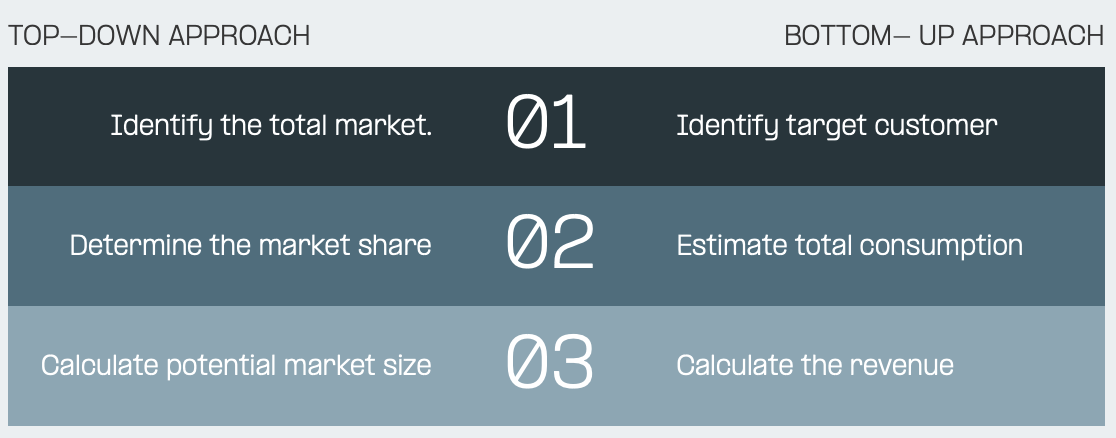 TOP–DOWN APPROACH
BOTTOM– UP APPROACH
Identify the total market.
01
Identify target customer
Determine the market share
02
Estimate total consumption
Calculate potential market size
03
Calculate the revenue